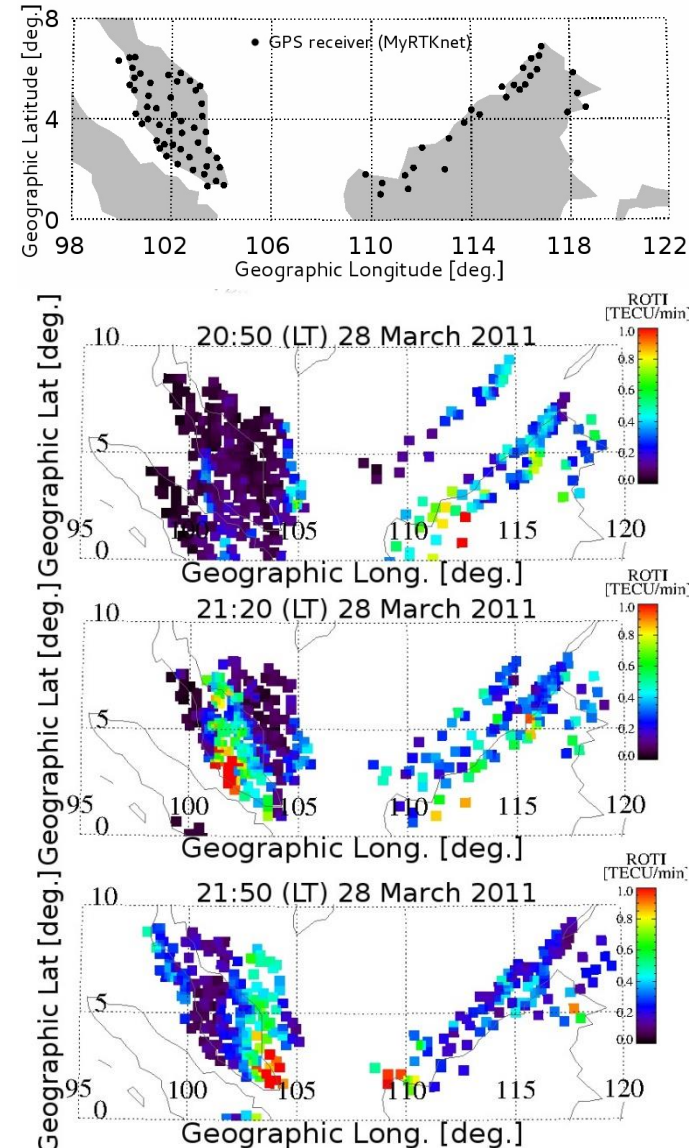 8
4
0
Geographic Latitude [deg.]
GPS receiver (MyRTKnet)
98 102 106 110 114 118 122
Geographic Longitude [deg.]
20:50 (LT) 28 March 2011
ROTI
[TECU/min]
1.0
0.8
0.6
0.4
0.2
0.0
Geographic Lat [deg.]
10
5
0
95 100 105 110 115 120
Geographic Long. [deg.]
21:20 (LT) 28 March 2011
ROTI
[TECU/min]
1.0
0.8
0.6
0.4
0.2
0.0
Geographic Lat [deg.]
10
5
0
95 100 105 110 115 120
Geographic Long. [deg.]
21:50 (LT) 28 March 2011
ROTI
[TECU/min]
1.0
0.8
0.6
0.4
0.2
0.0
Geographic Lat [deg.]
10
5
0
95 100 105 110 115 120
Geographic Long. [deg.]